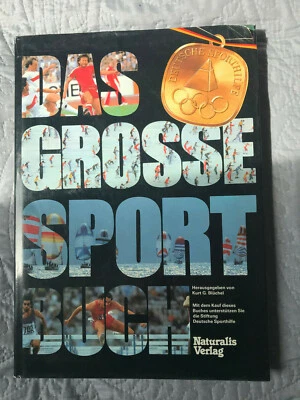 DAS
GROSSE
SPORT
BUCH
DEUTSCHE SPORTHILFE
Herausgegeben von
Kurt G. Blüchel
Mit dem Kauf dieses
Buches unterstützen Sie
die Stiftung
Deutsche Sporthilfe
Naturalis
Verlag